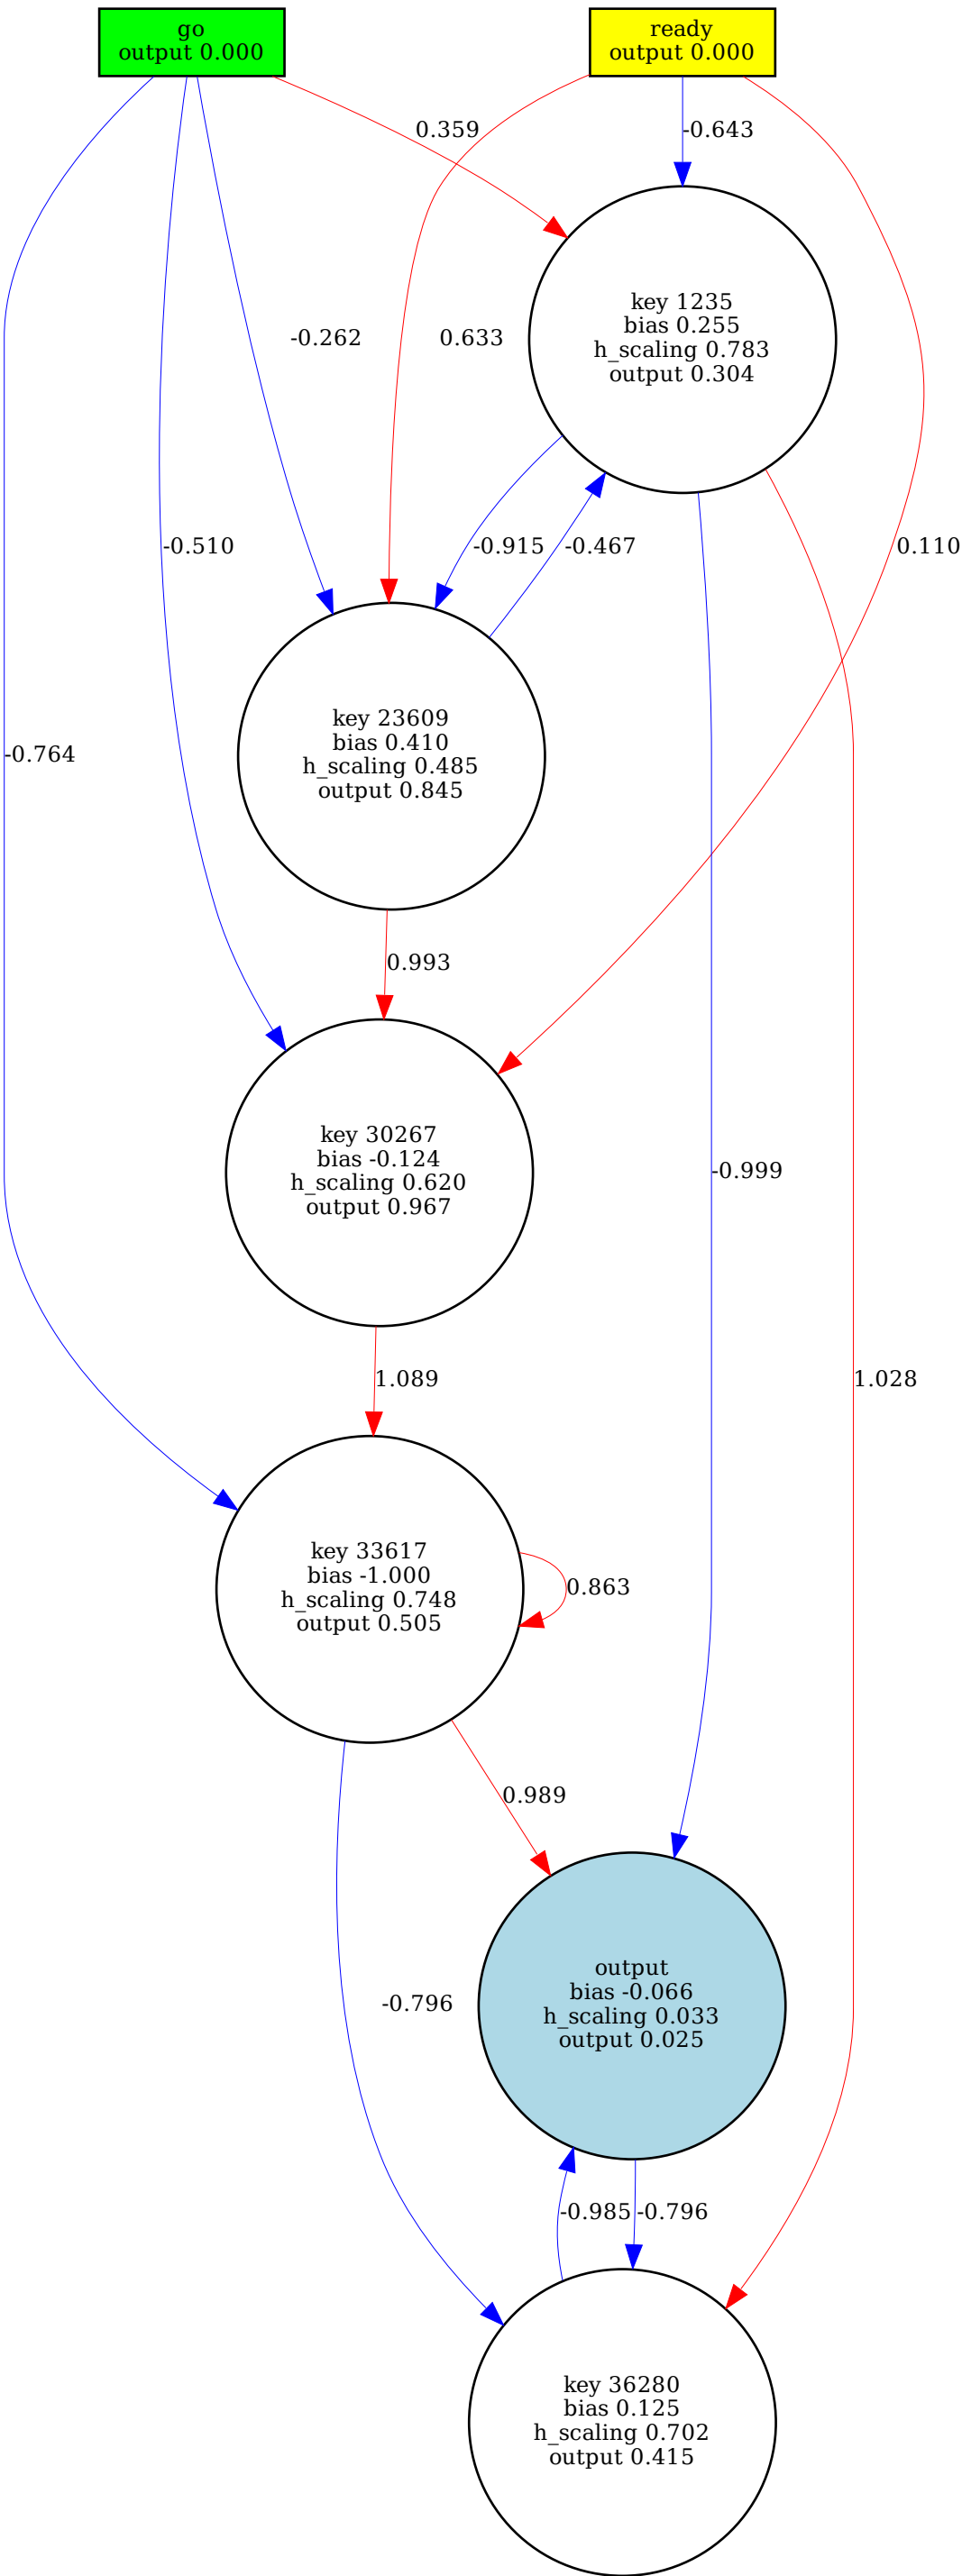 go
output 0.000
ready
output 0.000
0.359
-0.643
key 1235
bias 0.255
h_scaling 0.783
output 0.304
-0.262
0.633
-0.510
-0.915
-0.467
0.110
key 23609
bias 0.410
h_scaling 0.485
output 0.845
-0.764
0.993
key 30267
bias -0.124
h_scaling 0.620
output 0.967
-0.999
1.089
1.028
key 33617
bias -1.000
h_scaling 0.748
output 0.505
0.863
0.989
-0.796
output
bias -0.066
h_scaling 0.033
output 0.025
-0.985
-0.796
key 36280
bias 0.125
h_scaling 0.702
output 0.415